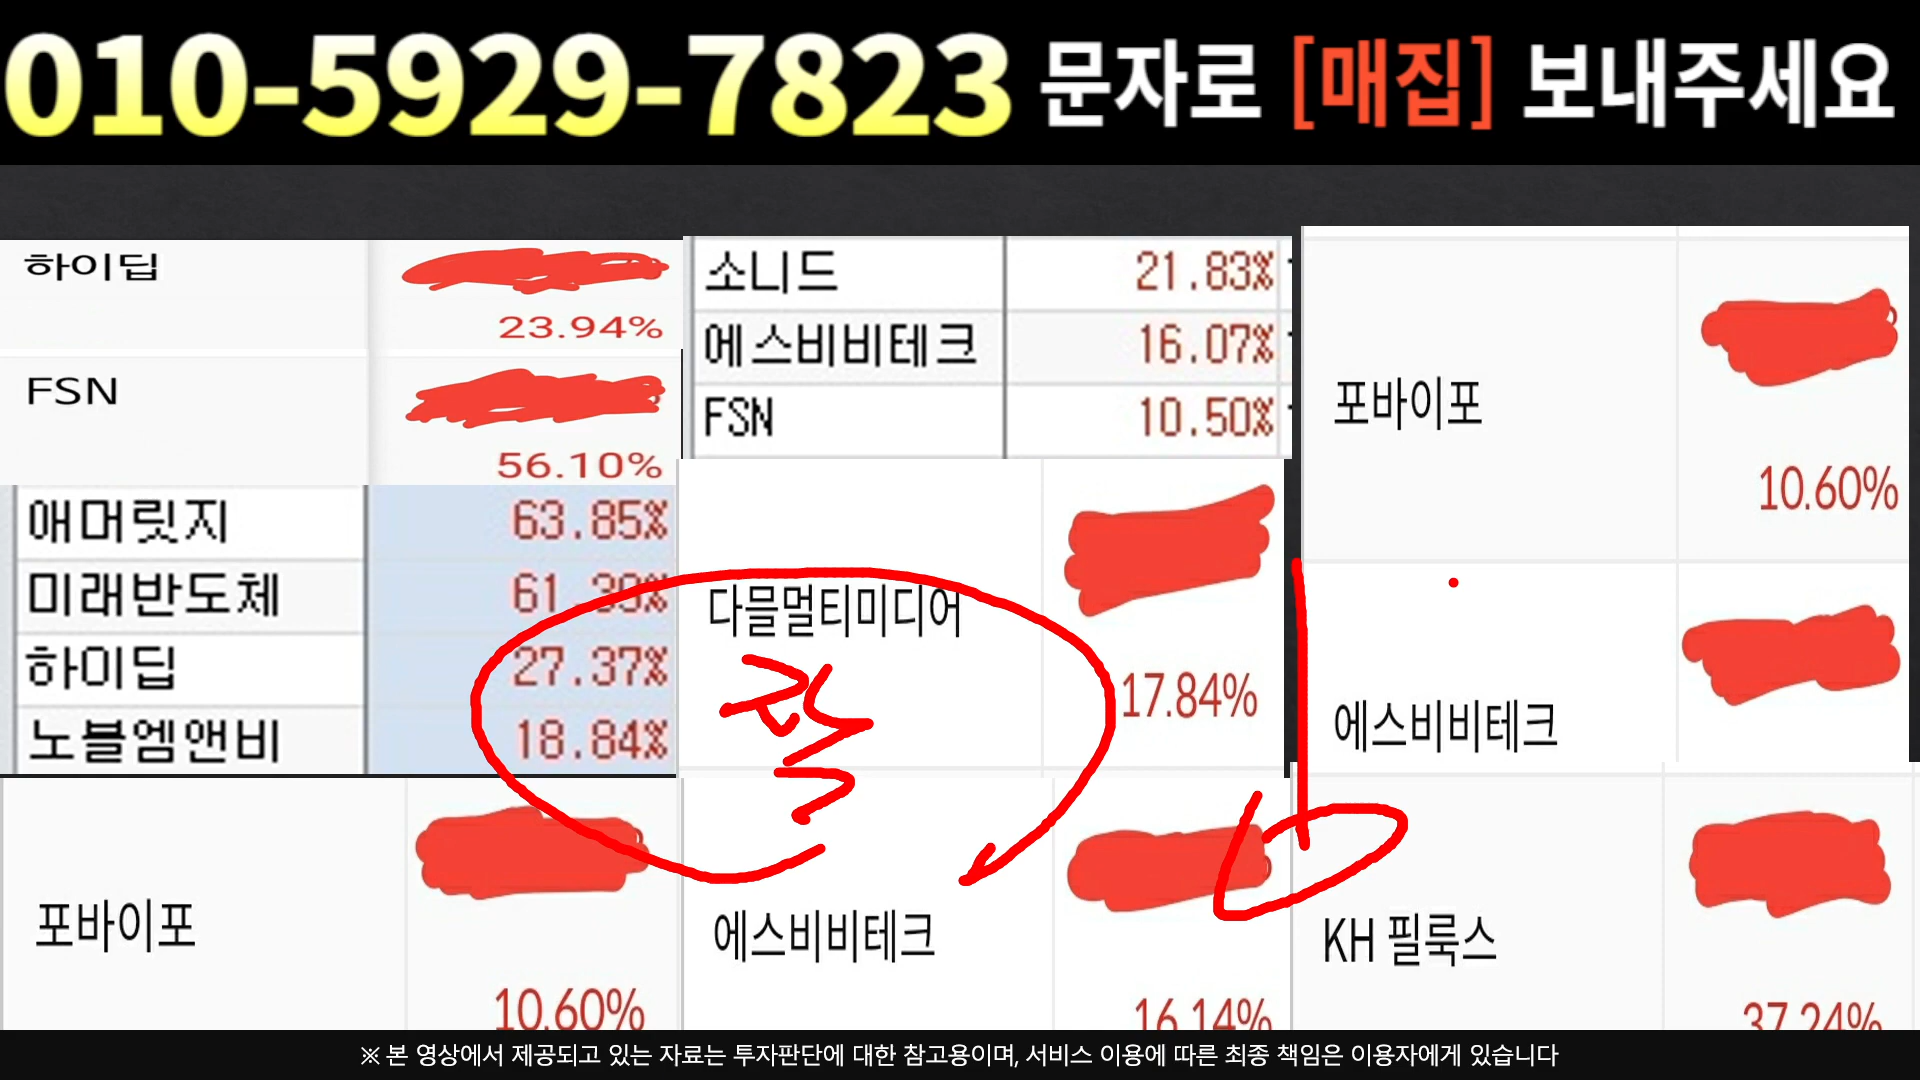 010-5929-7823 문자로 [매집] 보내주세요
하이딥
23.94%
FSN
56.10%
애머릿지 63.85%
미래반도체 61.39%
하이딥 27.37%
노블엠앤비 18.84%
소니드 21.83%
에스비비테크 16.07%
FSN 10.50%
다믈멀티미디어
17.84%
포바이포
10.60%
에스비비테크
포바이포
10.60%
에스비비테크
16.14%
KH 필룩스
37.24%
※ 본 영상에서 제공되고 있는 자료는 투자판단에 대한 참고용이며, 서비스 이용에 따른 최종 책임은 이용자에게 있습니다